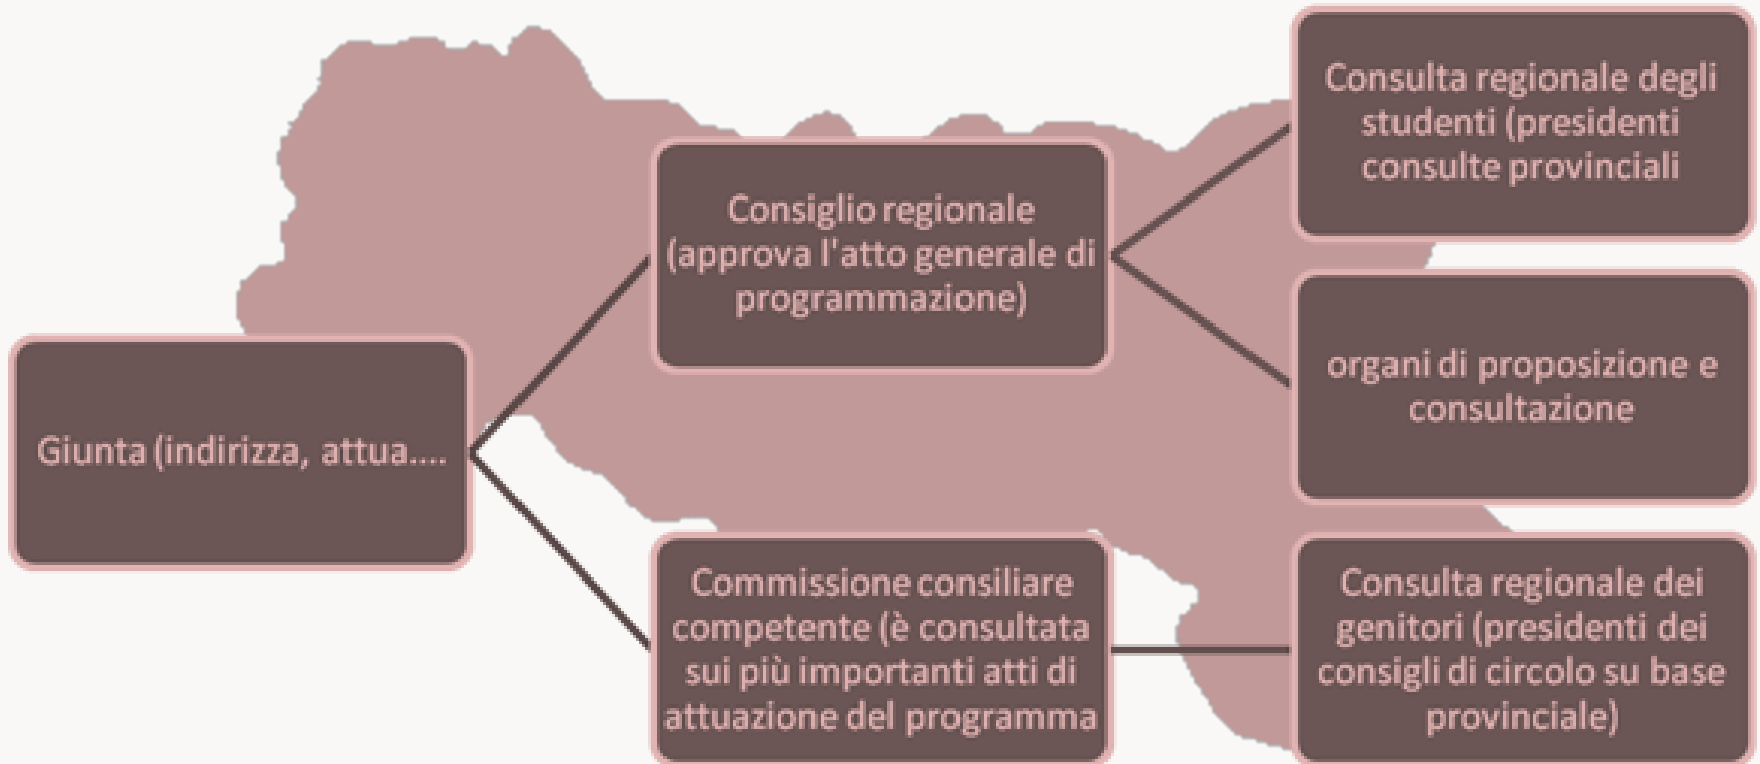 Giunta (indirizza, attua....
Consiglio regionale
(approva l'atto generale di
programmazione)
Consulta regionale degli
studenti (presidenti
consulte provinciali
organi di proposizione e
consultazione
Commissione consiliare
competente (è consultata
sui più importanti atti di
attuazione del programma
Consulta regionale dei
genitori (presidenti dei
consigli di circolo su base
provinciale)